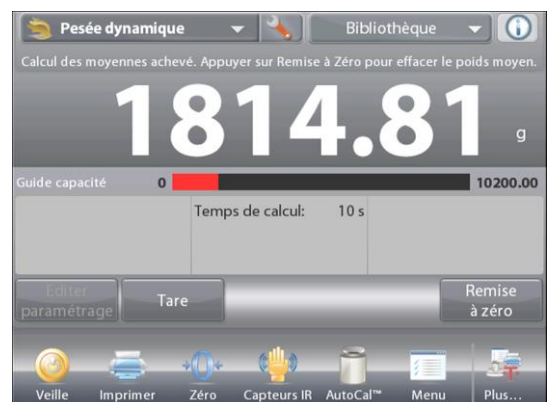 Pesée dynamique
Bibliothèque
Calcul des moyennes achevé. Appuyer sur Remise à Zéro pour effacer le poids moyen.
1814.81 g
Guide capacité 0 10200.00
Temps de calcul: 10 s
Editer paramétrage
Tare
Remise à zéro
Veille Imprimer Zéro Capteurs IR AutoCal™ Menu Plus...